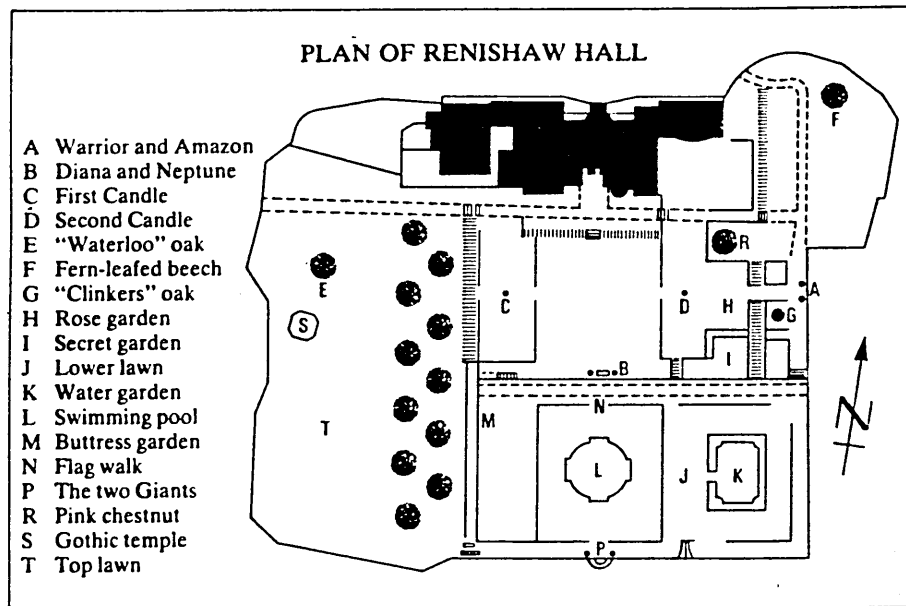 PLAN OF RENISHAW HALL
A Warrior and Amazon
B Diana and Neptune
C First Candle
D Second Candle
E "Waterloo" oak
F Fern-leafed beech
G "Clinkers" oak
H Rose garden
I Secret garden
J Lower lawn
K Water garden
L Swimming pool
M Buttress garden
N Flag walk
P The two Giants
R Pink chestnut
S Gothic temple
T Top lawn
F
R
E
A
C
D
H
G
S
I
B
N
M
T
L
J
K
P
N